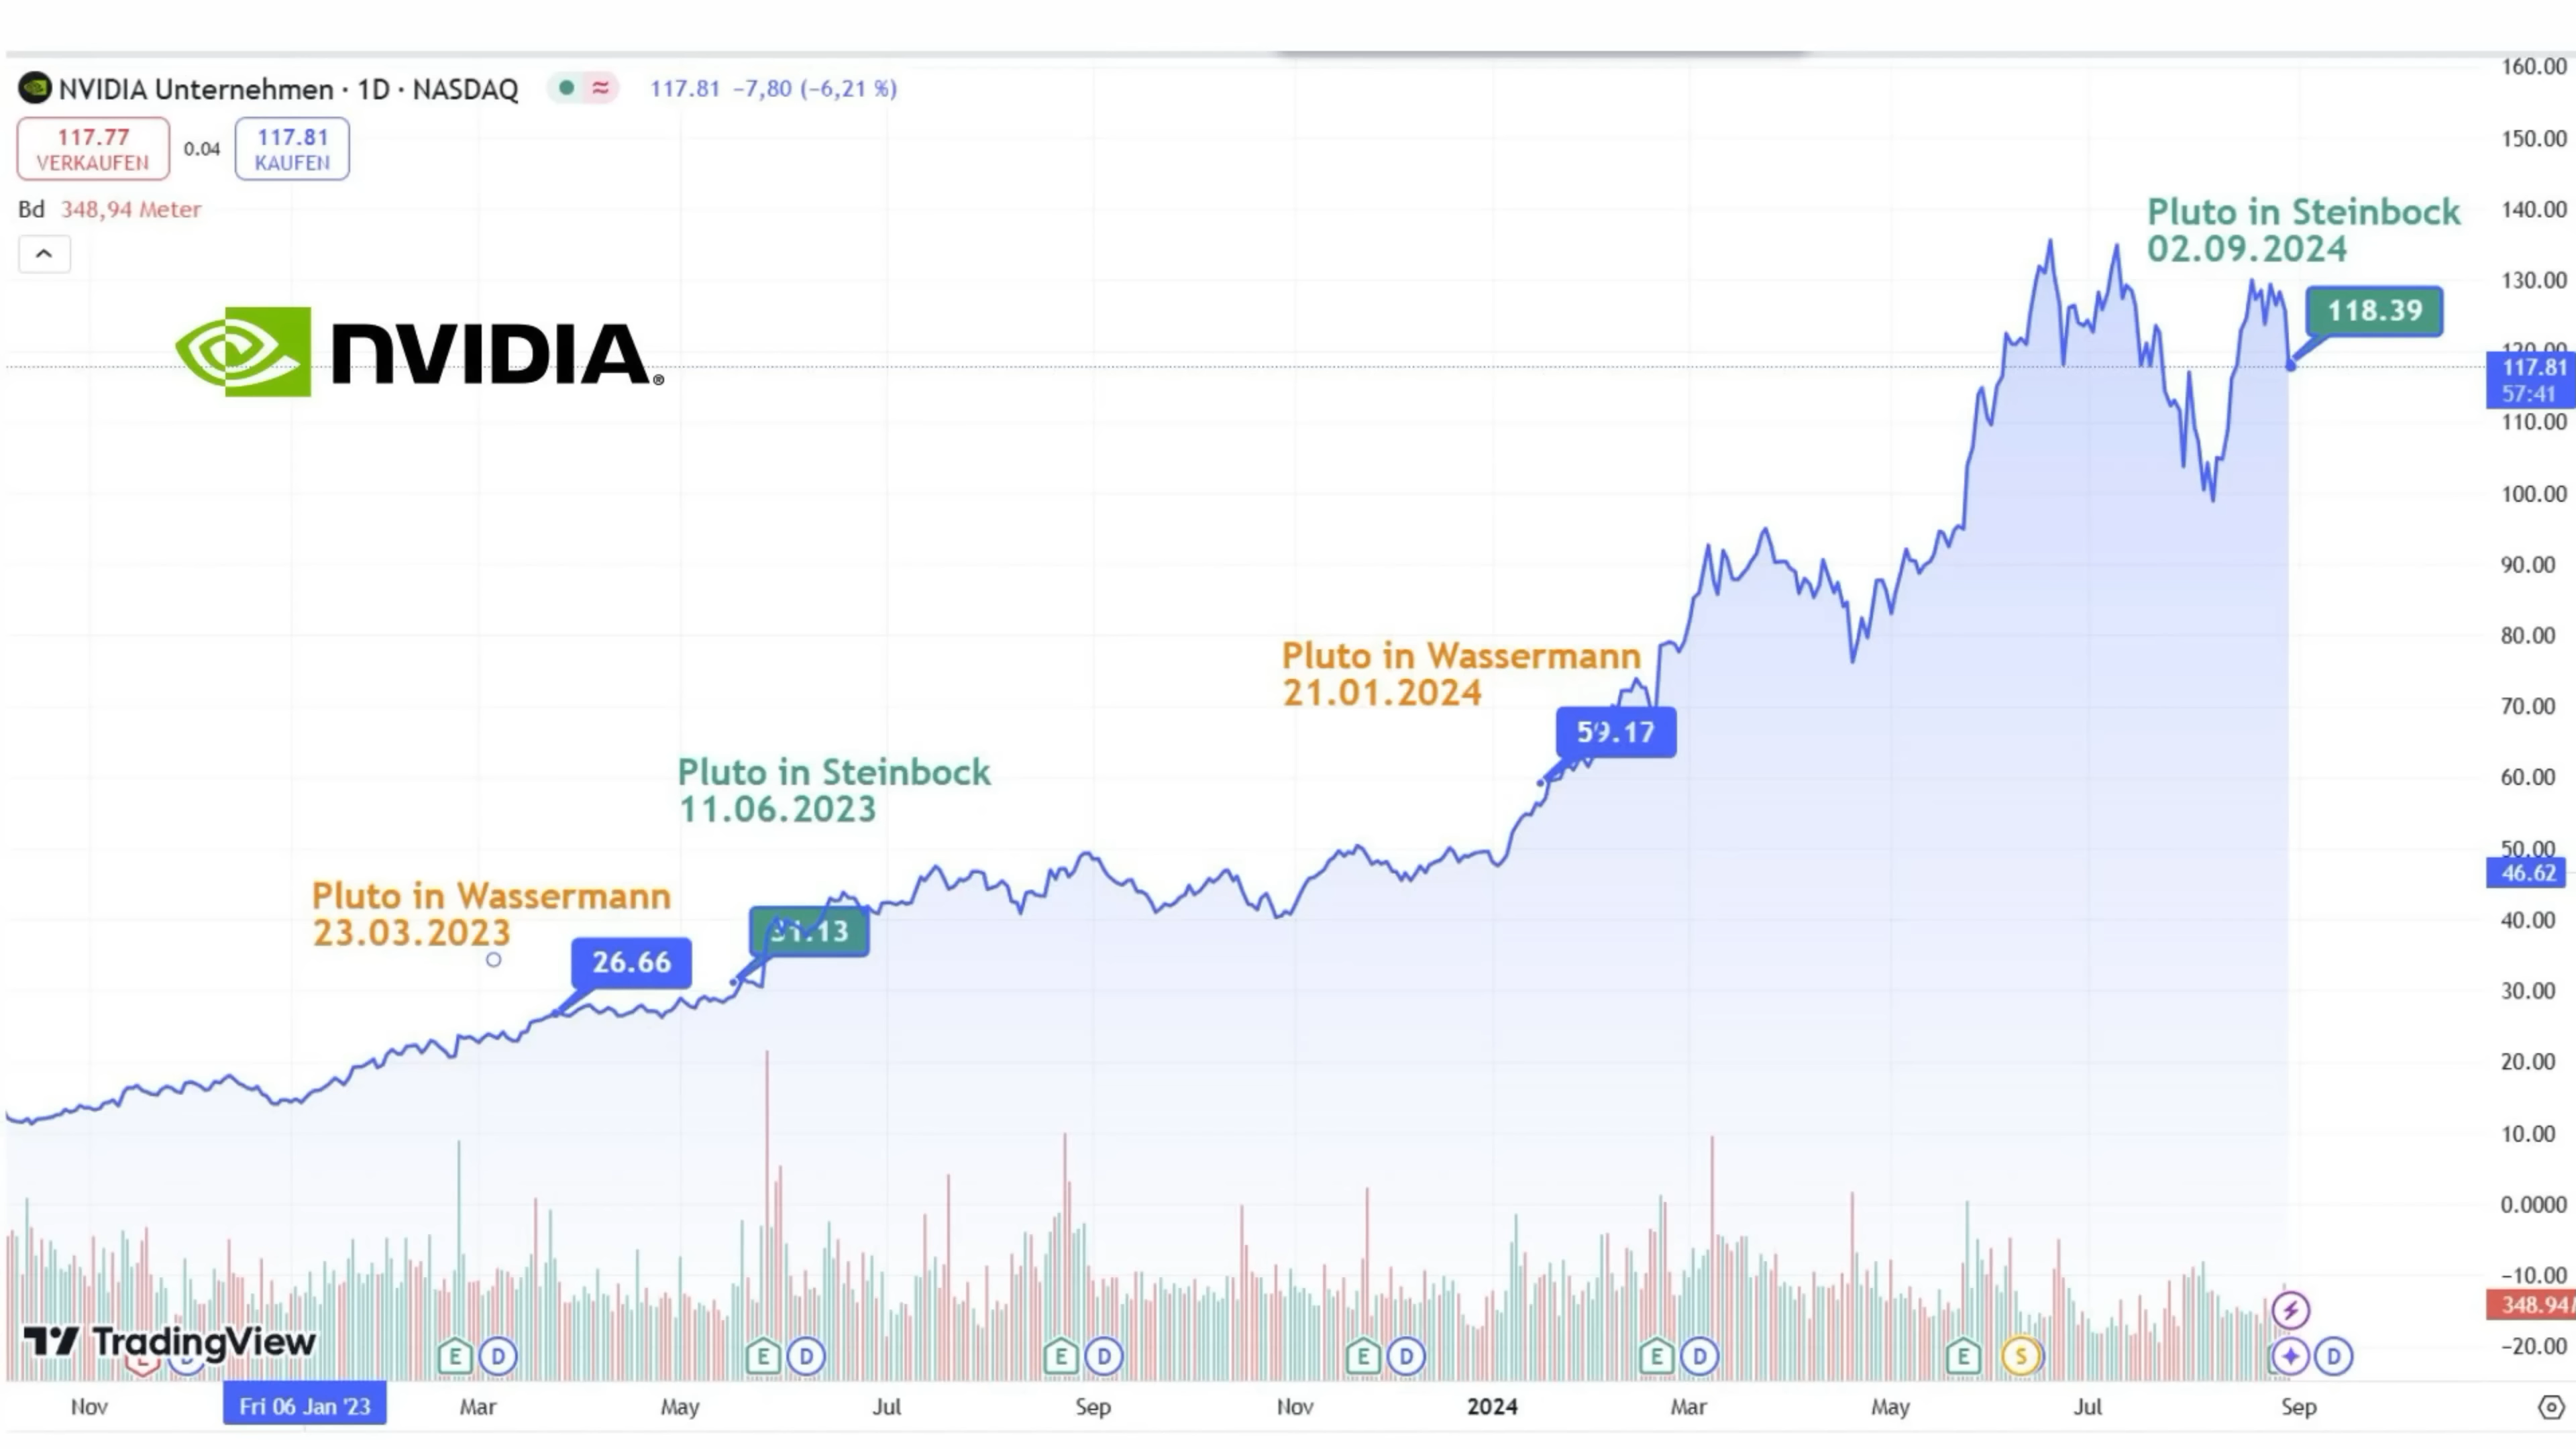 NVIDIA Unternehmen · 1D · NASDAQ
117.81 −7,80 (−6,21 %)
117.77
VERKAUFEN
0.04
117.81
KAUFEN
Bd 348,94 Meter
NVIDIA
Pluto in Wassermann
23.03.2023
26.66
Pluto in Steinbock
11.06.2023
31.13
Pluto in Wassermann
21.01.2024
59.17
Pluto in Steinbock
02.09.2024
118.39
160.00
150.00
140.00
130.00
120.00
117.81
57:41
110.00
100.00
90.00
80.00
70.00
60.00
50.00
46.62
40.00
30.00
20.00
10.00
0.0000
−10.00
348.94
−20.00
TradingView
E D E D E D E D E D E S D
Nov Fri 06 Jan '23 Mar May Jul Sep Nov 2024 Mar May Jul Sep